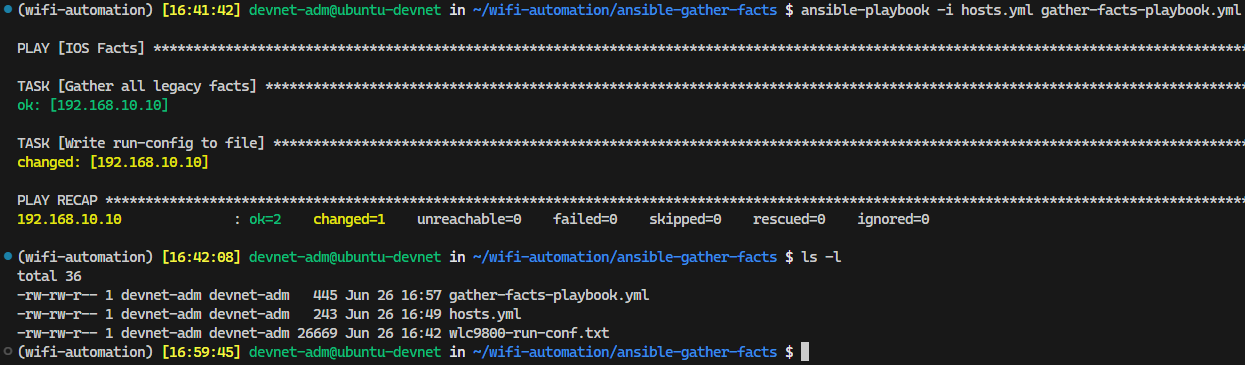 (wifi-automation) [16:41:42] devnet-adm@ubuntu-devnet in ~/wifi-automation/ansible-gather-facts $ ansible-playbook -i hosts.yml gather-facts-playbook.yml
PLAY [IOS Facts] ****************************************************************************************************************************************
TASK [Gather all legacy facts] **************************************************************************************************************************
ok: [192.168.10.10]
TASK [Write run-config to file] *************************************************************************************************************************
changed: [192.168.10.10]
PLAY RECAP **********************************************************************************************************************************************
192.168.10.10              : ok=2    changed=1    unreachable=0    failed=0    skipped=0    rescued=0    ignored=0
(wifi-automation) [16:42:08] devnet-adm@ubuntu-devnet in ~/wifi-automation/ansible-gather-facts $ ls -l
total 36
-rw-rw-r-- 1 devnet-adm devnet-adm   445 Jun 26 16:57 gather-facts-playbook.yml
-rw-rw-r-- 1 devnet-adm devnet-adm   243 Jun 26 16:49 hosts.yml
-rw-rw-r-- 1 devnet-adm devnet-adm 26669 Jun 26 16:42 wlc9800-run-conf.txt
(wifi-automation) [16:59:45] devnet-adm@ubuntu-devnet in ~/wifi-automation/ansible-gather-facts $